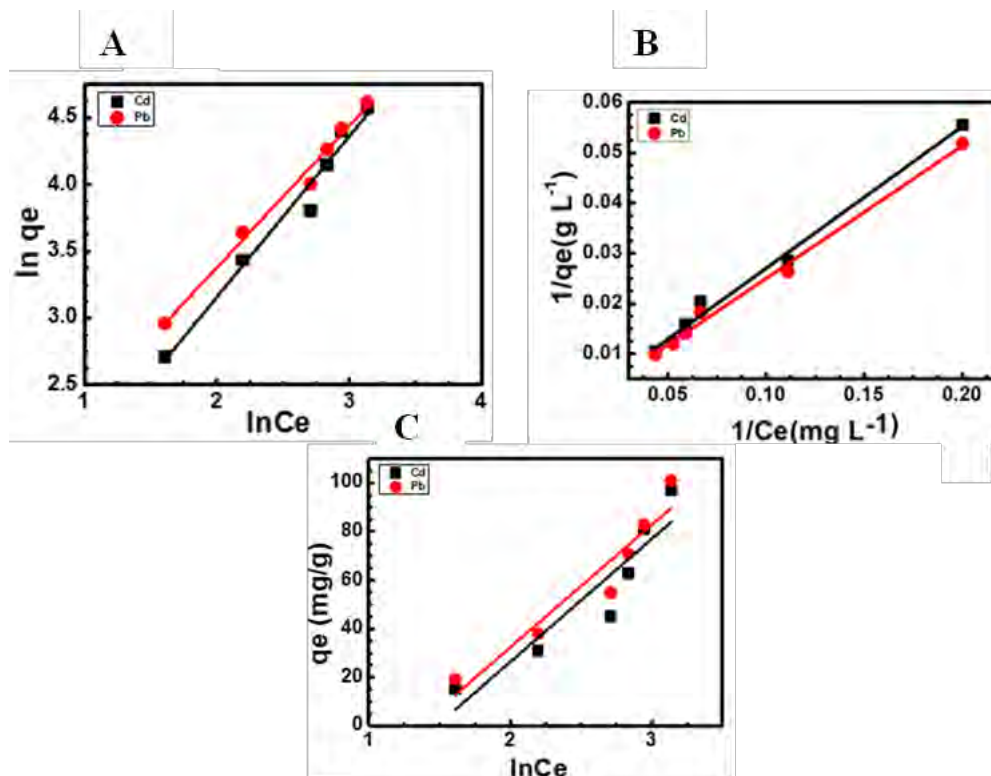 A
B
Cd
Pb
4.5
4.0
3.5
3.0
2.5
ln qe
1
2
3
4
lnCe
Cd
Pb
0.06
0.05
0.04
0.03
0.02
0.01
1/qe(g L-1)
0.05
0.10
0.15
0.20
1/Ce(mg L-1)
C
Cd
Pb
100
80
60
40
20
0
qe (mg/g)
1
2
3
lnCe